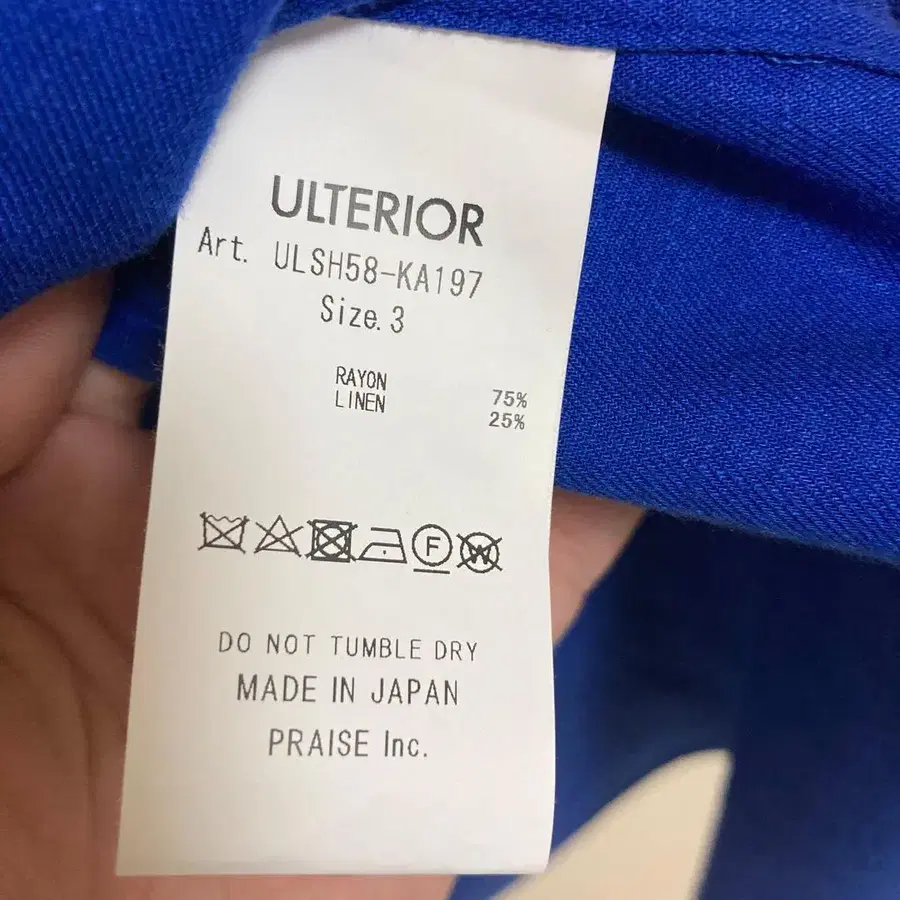 ULTERIOR
Art. ULSH58-KA197
Size. 3
RAYON 75%
LINEN 25%
F W
DO NOT TUMBLE DRY
MADE IN JAPAN
PRAISE Inc.